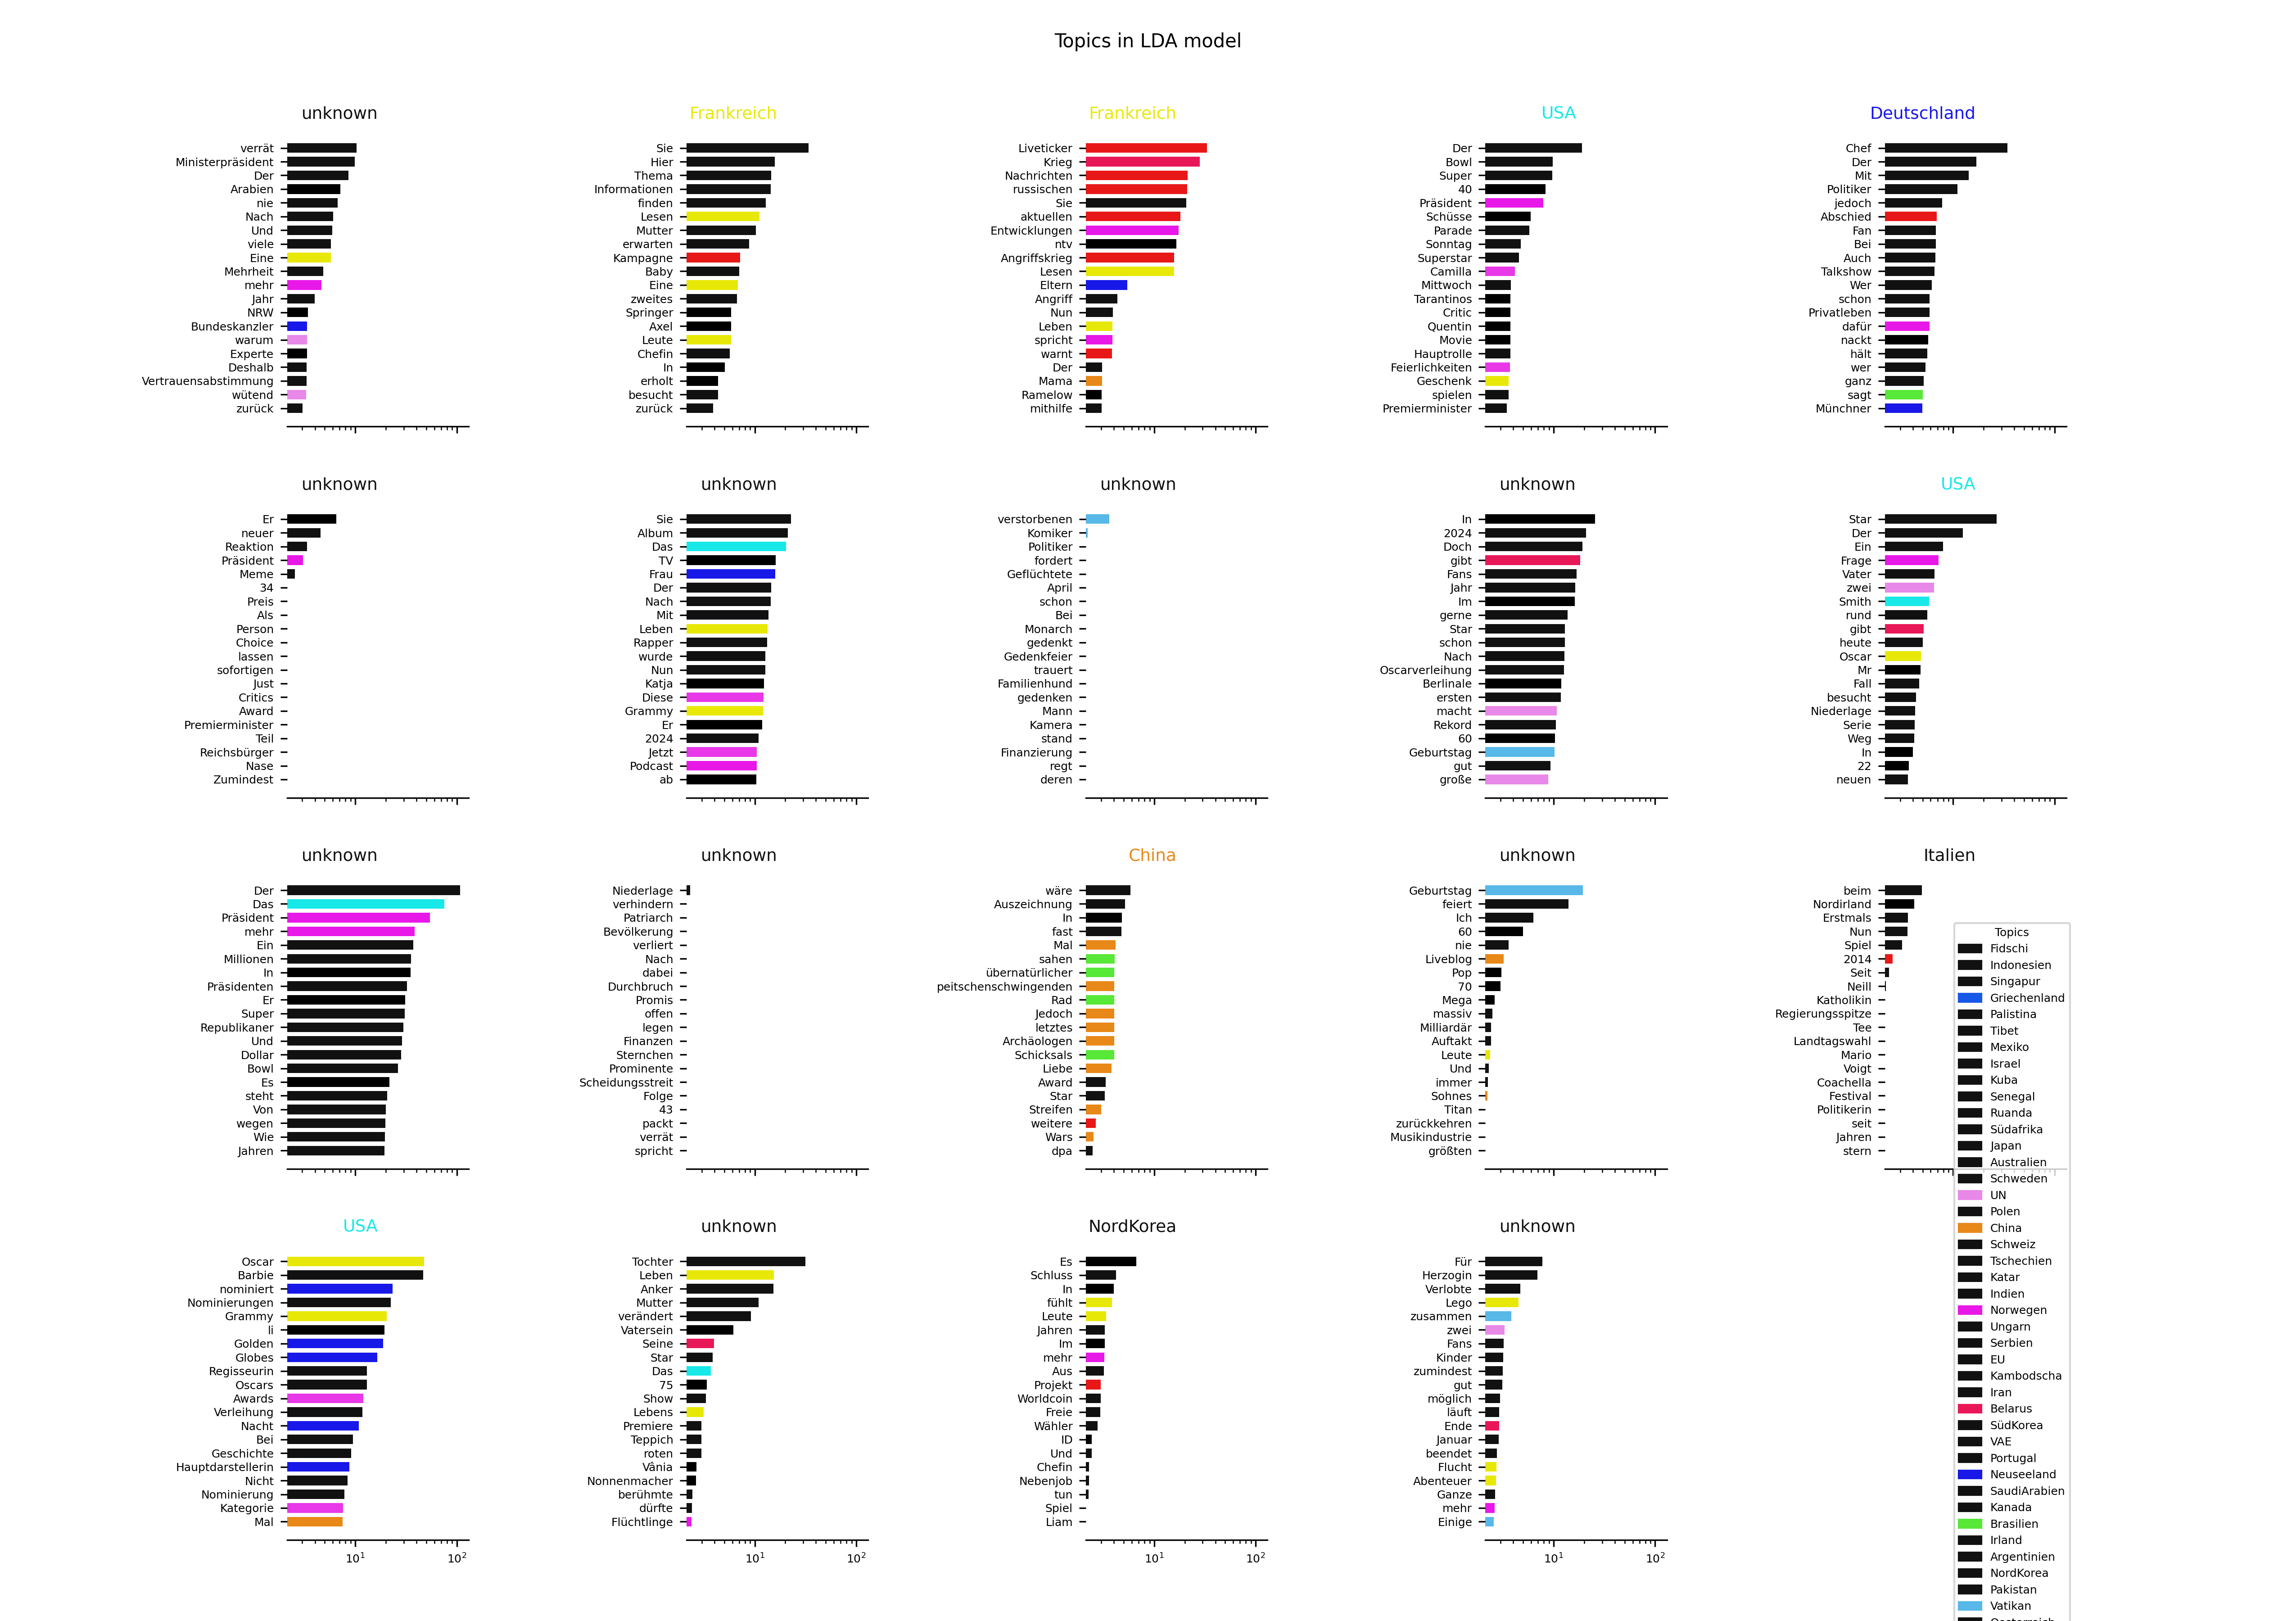 Topics in LDA model
unknown
verrät
Ministerpräsident
Der
Arabien
nie
Nach
Und
viele
Eine
Mehrheit
mehr
Jahr
NRW
Bundeskanzler
warum
Experte
Deshalb
Vertrauensabstimmung
wütend
zurück
Frankreich
Sie
Hier
Thema
Informationen
finden
Lesen
Mutter
erwarten
Kampagne
Baby
Eine
zweites
Springer
Axel
Leute
Chefin
In
erholt
besucht
zurück
Frankreich
Liveticker
Krieg
Nachrichten
russischen
Sie
aktuellen
Entwicklungen
ntv
Angriffskrieg
Lesen
Eltern
Angriff
Nun
Leben
spricht
warnt
Der
Mama
Ramelow
mithilfe
USA
Der
Bowl
Super
40
Präsident
Schüsse
Parade
Sonntag
Superstar
Camilla
Mittwoch
Tarantinos
Critic
Quentin
Movie
Hauptrolle
Feierlichkeiten
Geschenk
spielen
Premierminister
Deutschland
Chef
Der
Mit
Politiker
jedoch
Abschied
Fan
Bei
Auch
Talkshow
Wer
schon
Privatleben
dafür
nackt
hält
wer
ganz
sagt
Münchner
unknown
Er
neuer
Reaktion
Präsident
Meme
34
Preis
Als
Person
Choice
lassen
sofortigen
Just
Critics
Award
Premierminister
Teil
Reichsbürger
Nase
Zumindest
unknown
Sie
Album
Das
TV
Frau
Der
Nach
Mit
Leben
Rapper
wurde
Nun
Katja
Diese
Grammy
Er
2024
Jetzt
Podcast
ab
unknown
verstorbenen
Komiker
Politiker
fordert
Geflüchtete
April
schon
Bei
Monarch
gedenkt
Gedenkfeier
trauert
Familienhund
gedenken
Mann
Kamera
stand
Finanzierung
regt
deren
unknown
In
2024
Doch
gibt
Fans
Jahr
Im
gerne
Star
schon
Nach
Oscarverleihung
Berlinale
ersten
macht
Rekord
60
Geburtstag
gut
große
USA
Star
Der
Ein
Frage
Vater
zwei
Smith
rund
gibt
heute
Oscar
Mr
Fall
besucht
Niederlage
Serie
Weg
In
22
neuen
unknown
Der
Das
Präsident
mehr
Ein
Millionen
In
Präsidenten
Er
Super
Republikaner
Und
Dollar
Bowl
Es
steht
Von
wegen
Wie
Jahren
unknown
Niederlage
verhindern
Patriarch
Bevölkerung
verliert
Nach
dabei
Durchbruch
Promis
offen
legen
Finanzen
Sternchen
Prominente
Scheidungsstreit
Folge
43
packt
verrät
spricht
China
wäre
Auszeichnung
In
fast
Mal
sahen
übernatürlicher
peitschenschwingenden
Rad
Jedoch
letztes
Archäologen
Schicksals
Liebe
Award
Star
Streifen
weitere
Wars
dpa
unknown
Geburtstag
feiert
Ich
60
nie
Liveblog
Pop
70
Mega
massiv
Milliardär
Auftakt
Leute
Und
immer
Sohnes
Titan
zurückkehren
Musikindustrie
größten
Italien
beim
Nordirland
Erstmals
Nun
Spiel
2014
Seit
Neill
Katholikin
Regierungsspitze
Tee
Landtagswahl
Mario
Voigt
Coachella
Festival
Politikerin
seit
Jahren
stern
USA
Oscar
Barbie
nominiert
Nominierungen
Grammy
li
Golden
Globes
Regisseurin
Oscars
Awards
Verleihung
Nacht
Bei
Geschichte
Hauptdarstellerin
Nicht
Nominierung
Kategorie
Mal
10¹
10²
unknown
Tochter
Leben
Anker
Mutter
verändert
Vatersein
Seine
Star
Das
75
Show
Lebens
Premiere
Teppich
roten
Vânia
Nonnenmacher
berühmte
dürfte
Flüchtlinge
10¹
10²
NordKorea
Es
Schluss
In
fühlt
Leute
Jahren
Im
mehr
Aus
Projekt
Worldcoin
Freie
Wähler
ID
Und
Chefin
Nebenjob
tun
Spiel
Liam
10¹
10²
unknown
Für
Herzogin
Verlobte
Lego
zusammen
zwei
Fans
Kinder
zumindest
gut
möglich
läuft
Ende
Januar
beendet
Flucht
Abenteuer
Ganze
mehr
Einige
10¹
10²
Topics
Fidschi
Indonesien
Singapur
Griechenland
Palistina
Tibet
Mexiko
Israel
Kuba
Senegal
Ruanda
Südafrika
Japan
Australien
Schweden
UN
Polen
China
Schweiz
Tschechien
Katar
Indien
Norwegen
Ungarn
Serbien
EU
Kambodscha
Iran
Belarus
SüdKorea
VAE
Portugal
Neuseeland
SaudiArabien
Kanada
Brasilien
Irland
Argentinien
NordKorea
Pakistan
Vatikan